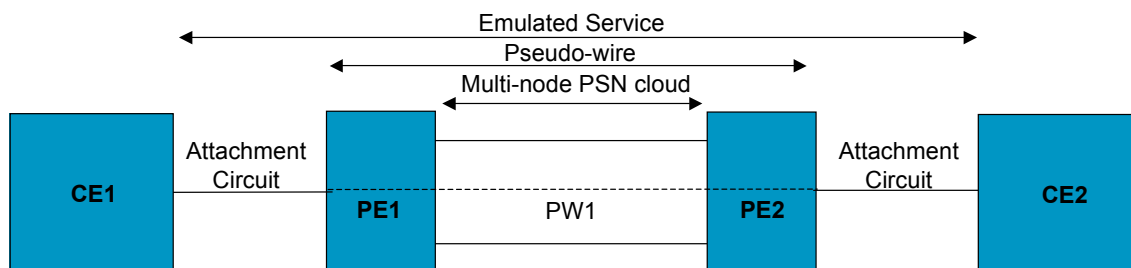 Emulated Service
Pseudo-wire
Multi-node PSN cloud
Attachment
Circuit
Attachment
Circuit
CE1
PE1
PW1
PE2
CE2